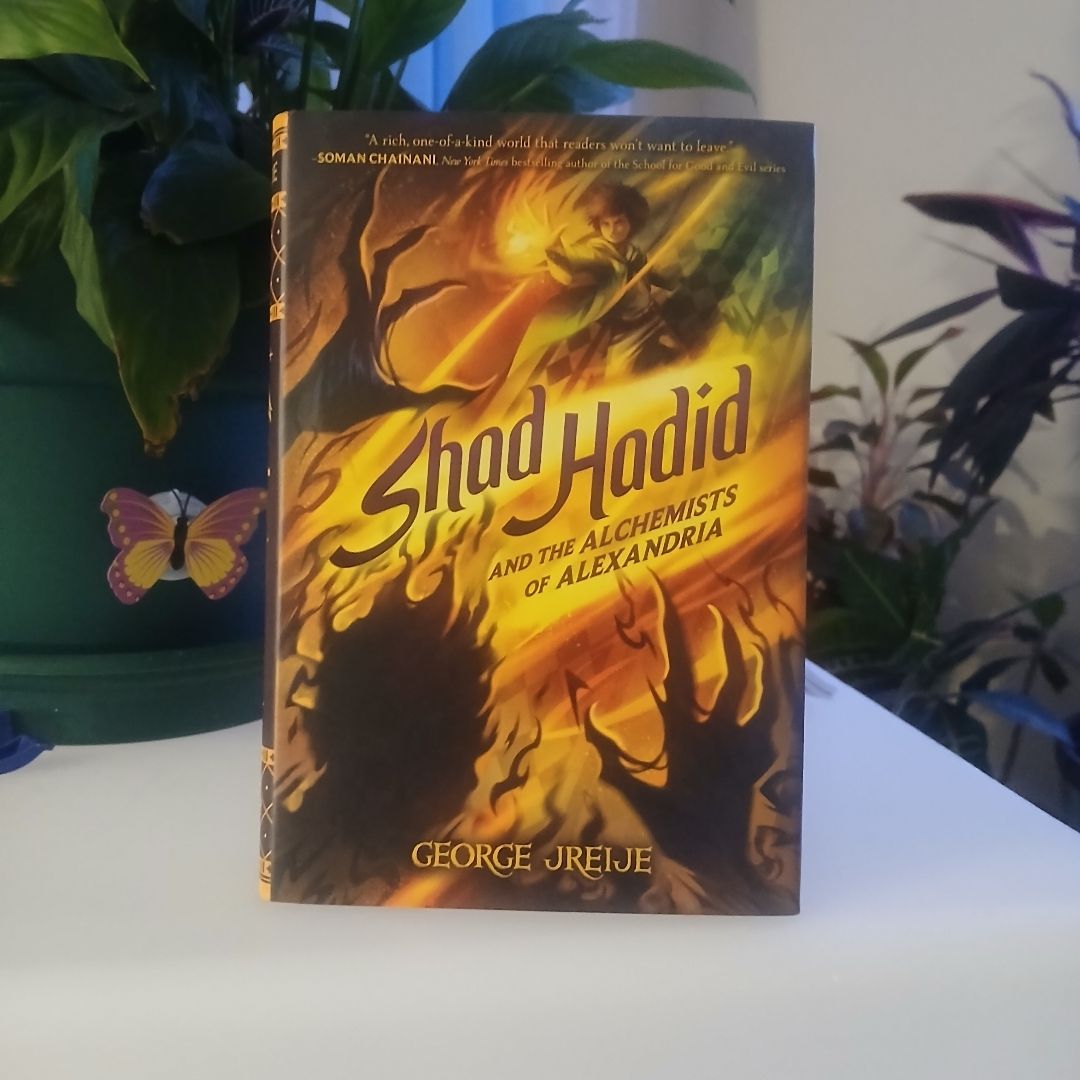 "A rich, one-of-a-kind world that readers won't want to leave."
–SOMAN CHAINANI, New York Times bestselling author of the School for Good and Evil series
Shad Hadid
AND THE ALCHEMISTS
OF ALEXANDRIA
GEORGE JREIJE